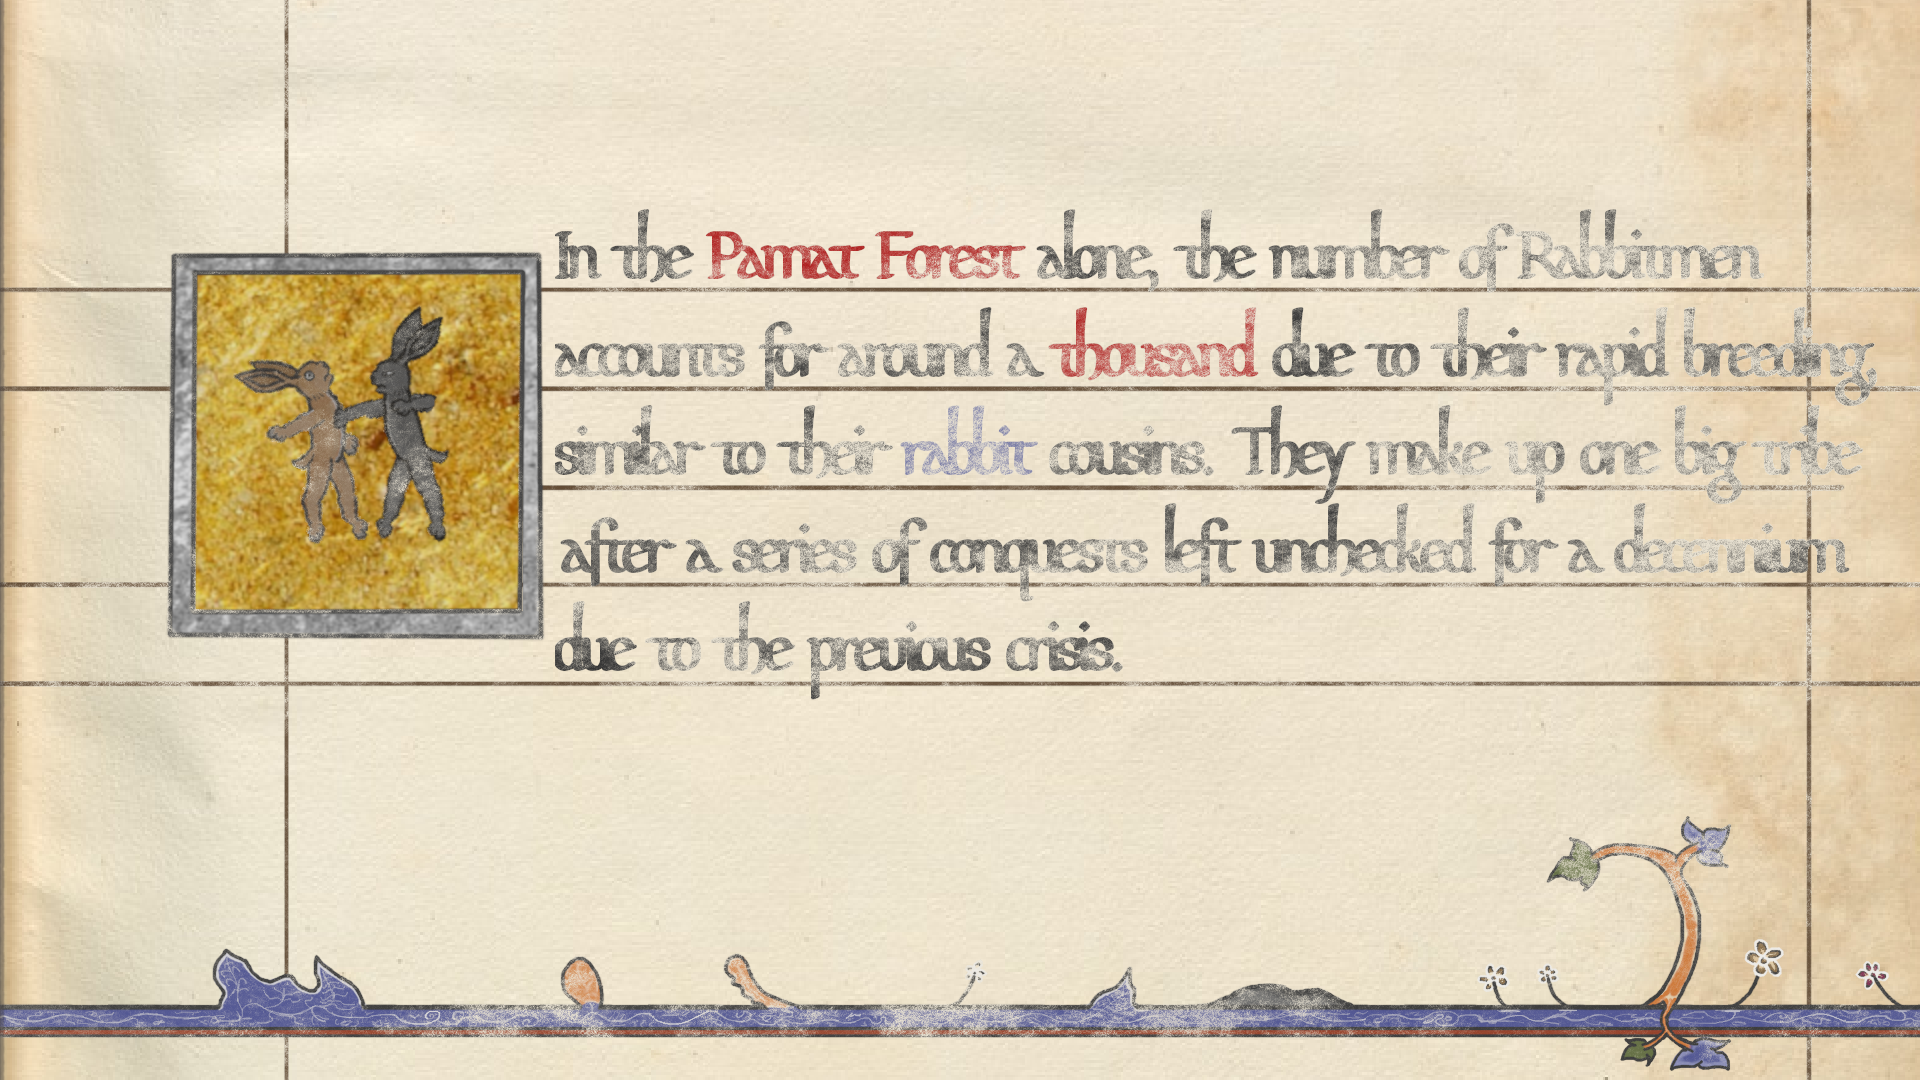 In the Pamat Forest alone, the number of Rabbitmen
accounts for around a thousand due to their rapid breeding,
similar to their rabbit cousins. They make up one big tribe
after a series of conquests left unchecked for a decennium
due to the previous crisis.